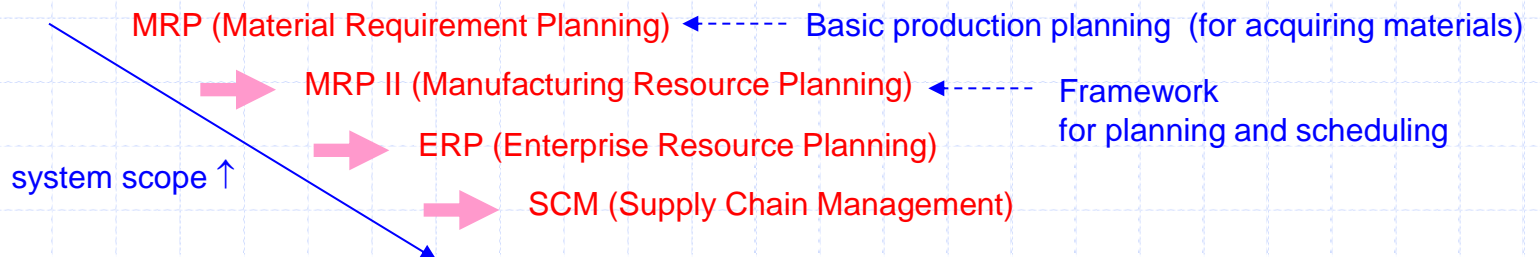 MRP (Material Requirement Planning)
Basic production planning (for acquiring materials)
MRP II (Manufacturing Resource Planning)
Framework
for planning and scheduling
ERP (Enterprise Resource Planning)
system scope ↑
SCM (Supply Chain Management)